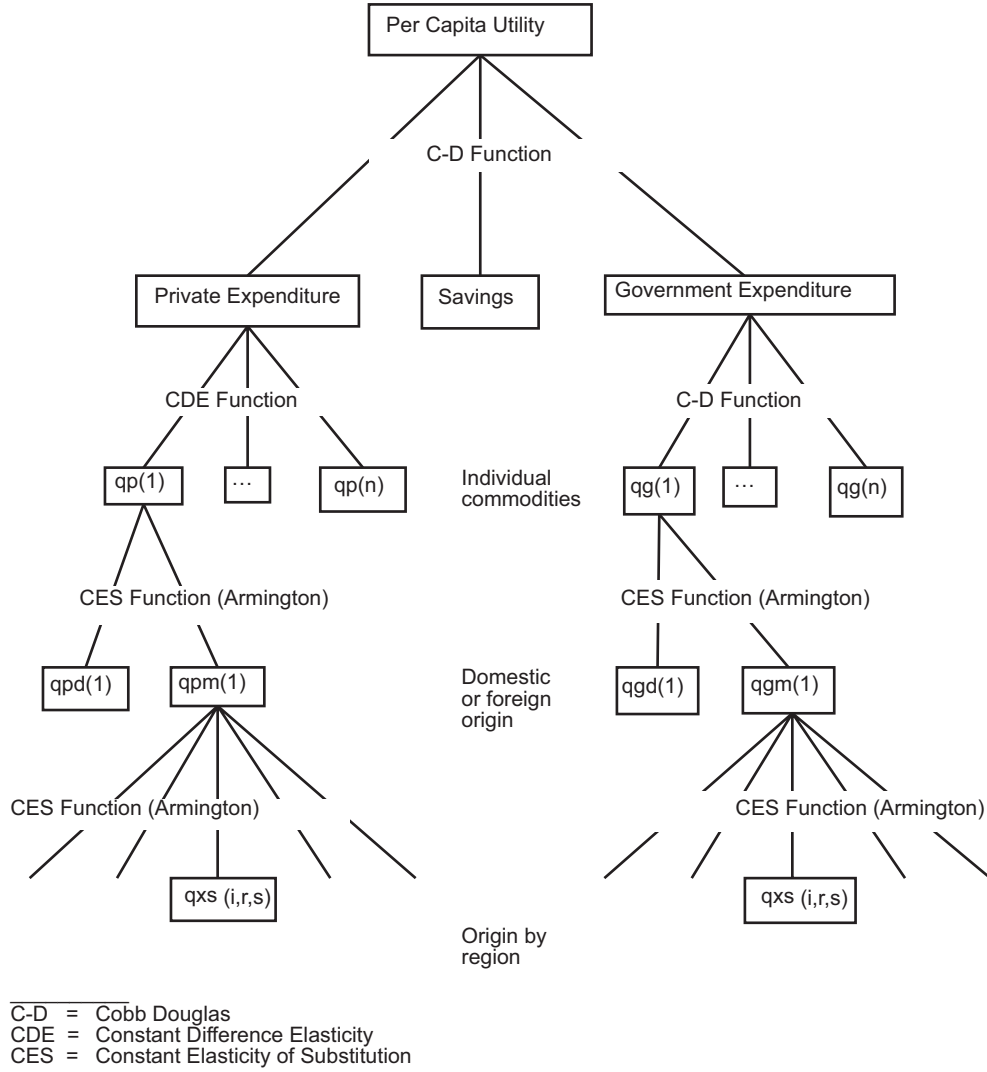 Per Capita Utility
C-D Function
Private Expenditure
Savings
Government Expenditure
CDE Function
C-D Function
qp(1)
...
qp(n)
Individual
commodities
qg(1)
...
qg(n)
CES Function (Armington)
CES Function (Armington)
qpd(1)
qpm(1)
Domestic
or foreign
origin
qgd(1)
qgm(1)
CES Function (Armington)
CES Function (Armington)
qxs (i,r,s)
qxs (i,r,s)
Origin by
region
C-D = Cobb Douglas
CDE = Constant Difference Elasticity
CES = Constant Elasticity of Substitution